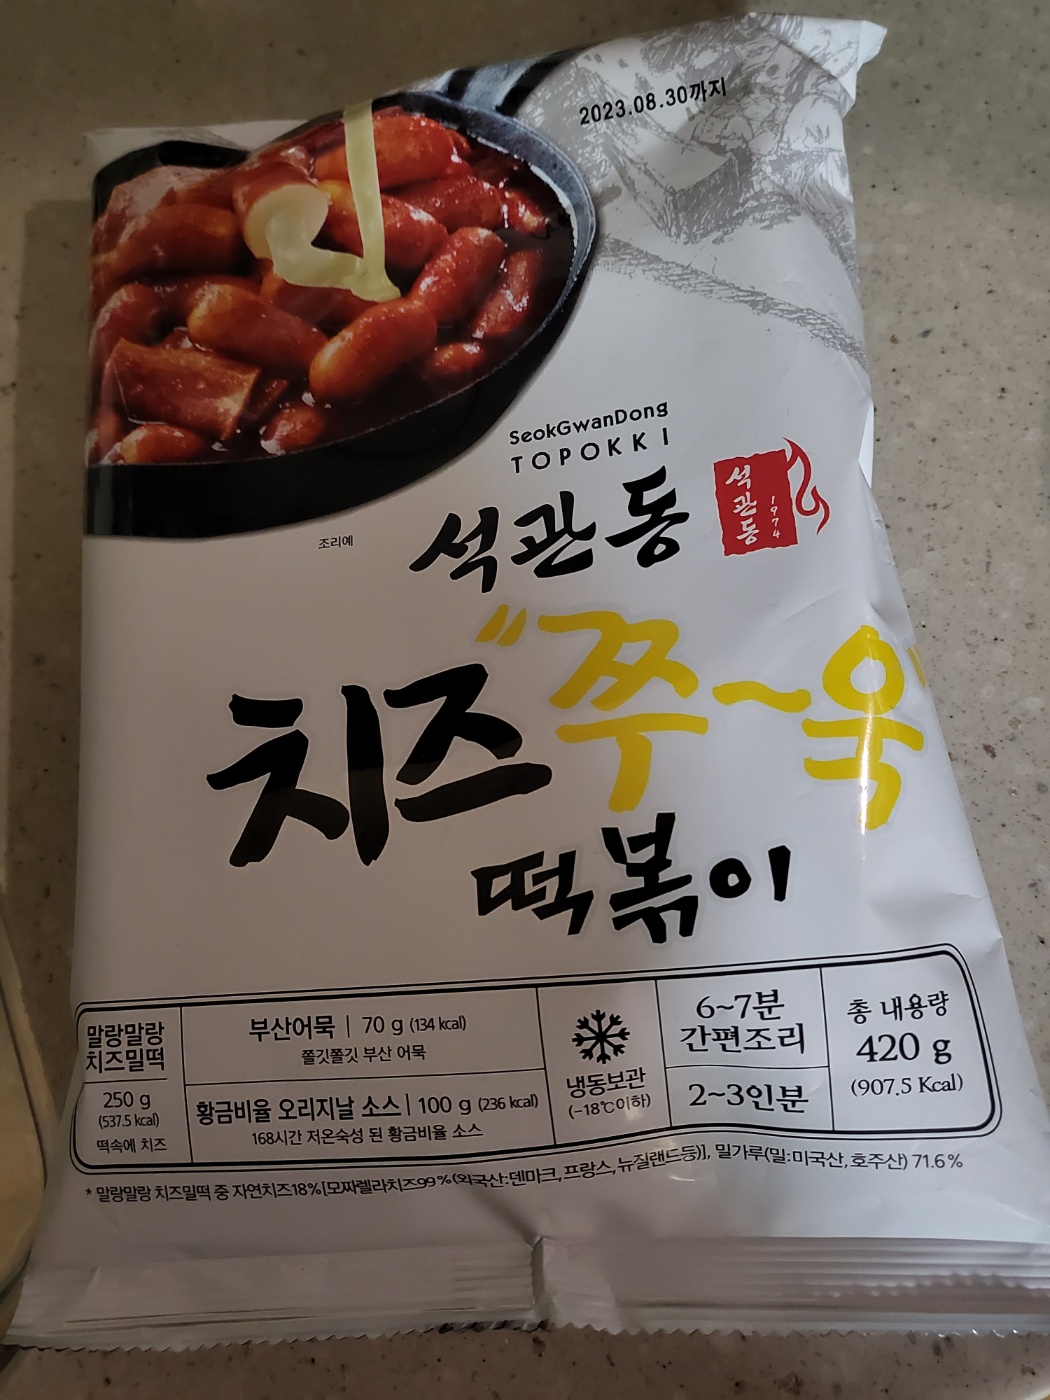 2023.08.30까지
SeokGwanDong
TOPOKKI
석관동
석관동
1974
조리예
치즈 "쭈~욱"
떡볶이
말랑말랑
치즈밀떡
250 g
(537.5 kcal)
떡속에 치즈
부산어묵 | 70 g (134 kcal)
쫄깃쫄깃 부산 어묵
황금비율 오리지날 소스 | 100 g (236 kcal)
168시간 저온숙성 된 황금비율 소스
냉동보관
(-18℃이하)
6~7분
간편조리
2~3인분
총 내용량
420 g
(907.5 Kcal)
* 말랑말랑 치즈밀떡 중 자연치즈18%[모짜렐라치즈99%(외국산:덴마크, 프랑스, 뉴질랜드등)], 밀가루(밀:미국산, 호주산) 71.6%